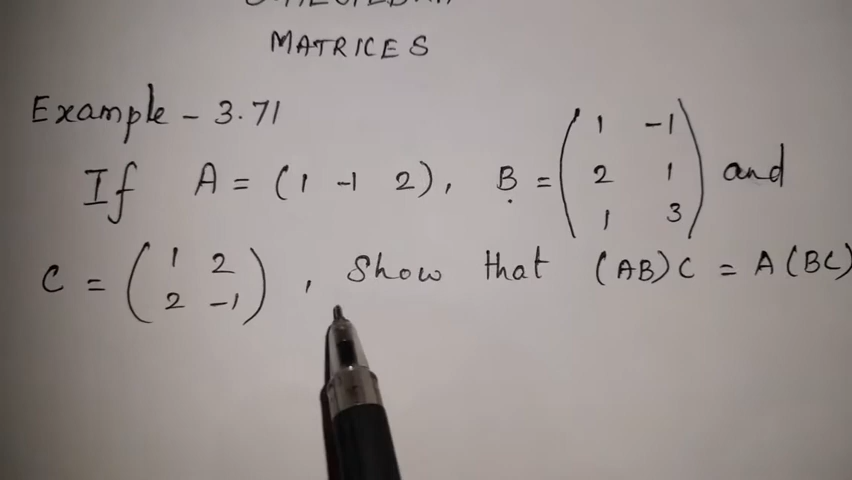 MATRICES
Example - 3.71
If A = (1 -1 2), B = (1 -1 2 1 1 3) and
C = (1 2 2 -1), Show that (AB)C = A(BC)